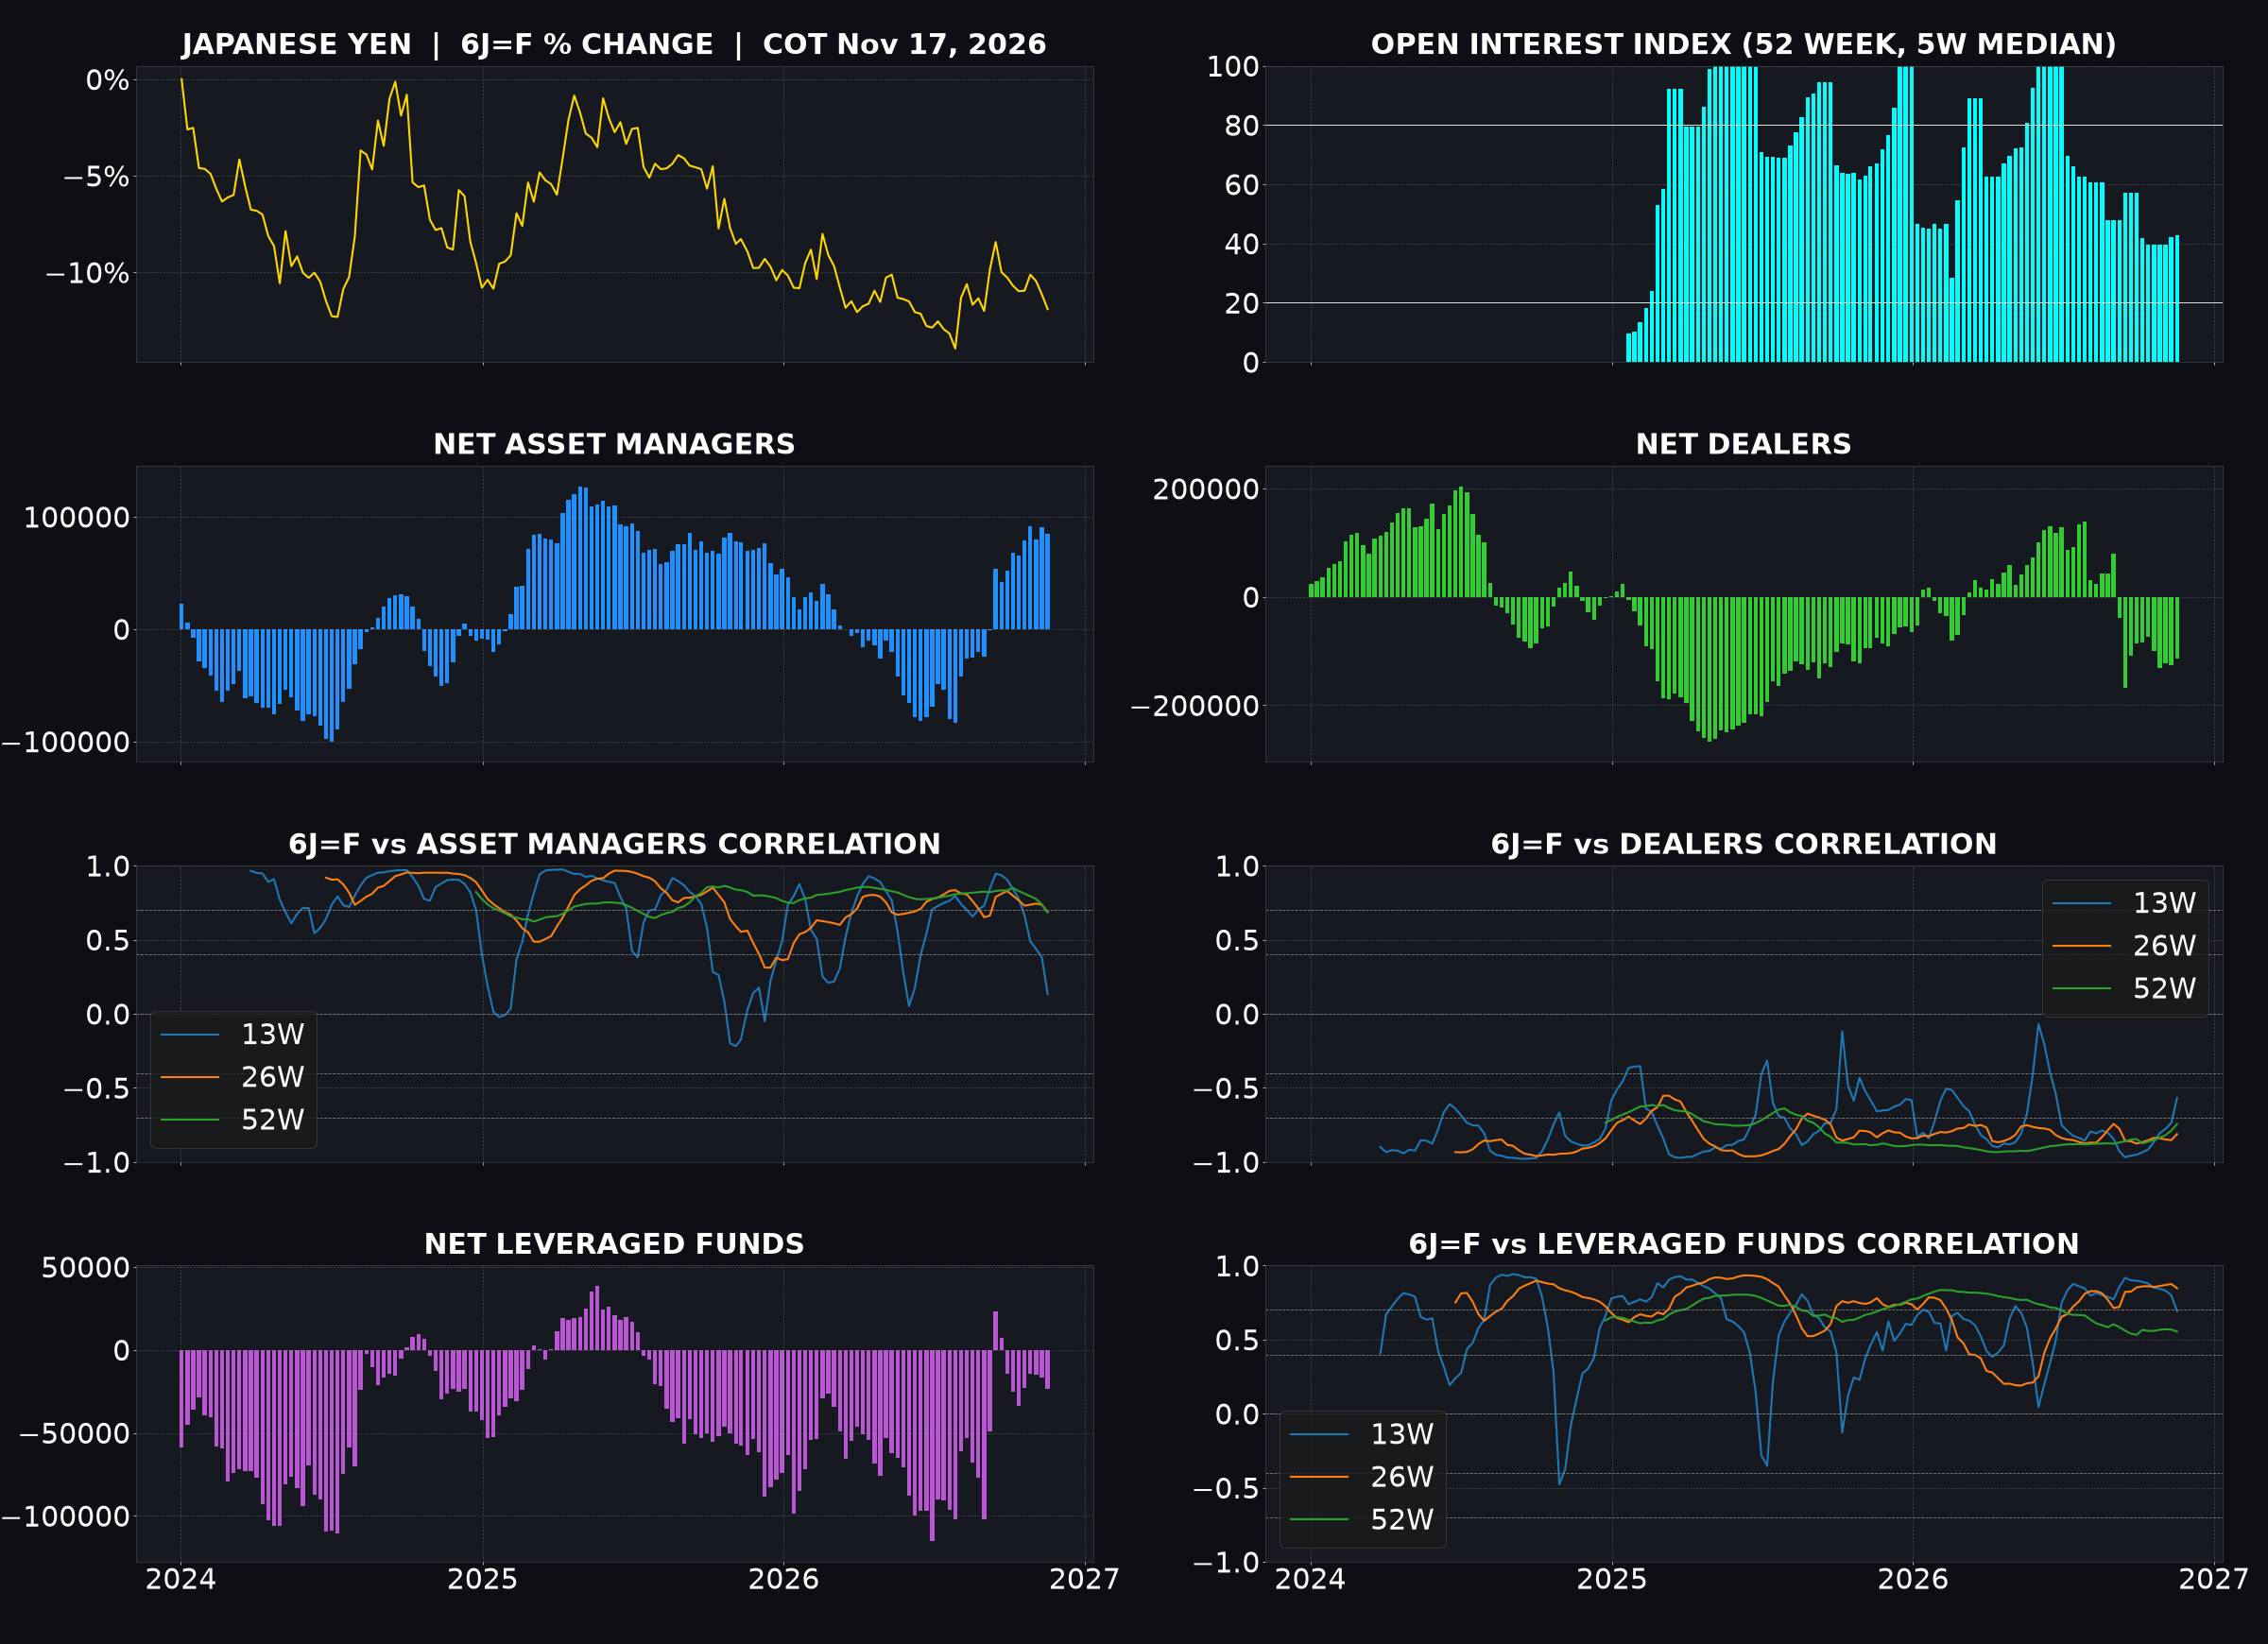 JAPANESE YEN | 6J=F % CHANGE | COT Nov 17, 2026
0%
−5%
−10%
OPEN INTEREST INDEX (52 WEEK, 5W MEDIAN)
100
80
60
40
20
0
NET ASSET MANAGERS
100000
0
−100000
NET DEALERS
200000
0
−200000
6J=F vs ASSET MANAGERS CORRELATION
1.0
0.5
0.0
−0.5
−1.0
13W
26W
52W
6J=F vs DEALERS CORRELATION
1.0
0.5
0.0
−0.5
−1.0
13W
26W
52W
NET LEVERAGED FUNDS
50000
0
−50000
−100000
2024 2025 2026 2027
6J=F vs LEVERAGED FUNDS CORRELATION
1.0
0.5
0.0
−0.5
−1.0
13W
26W
52W
2024 2025 2026 2027